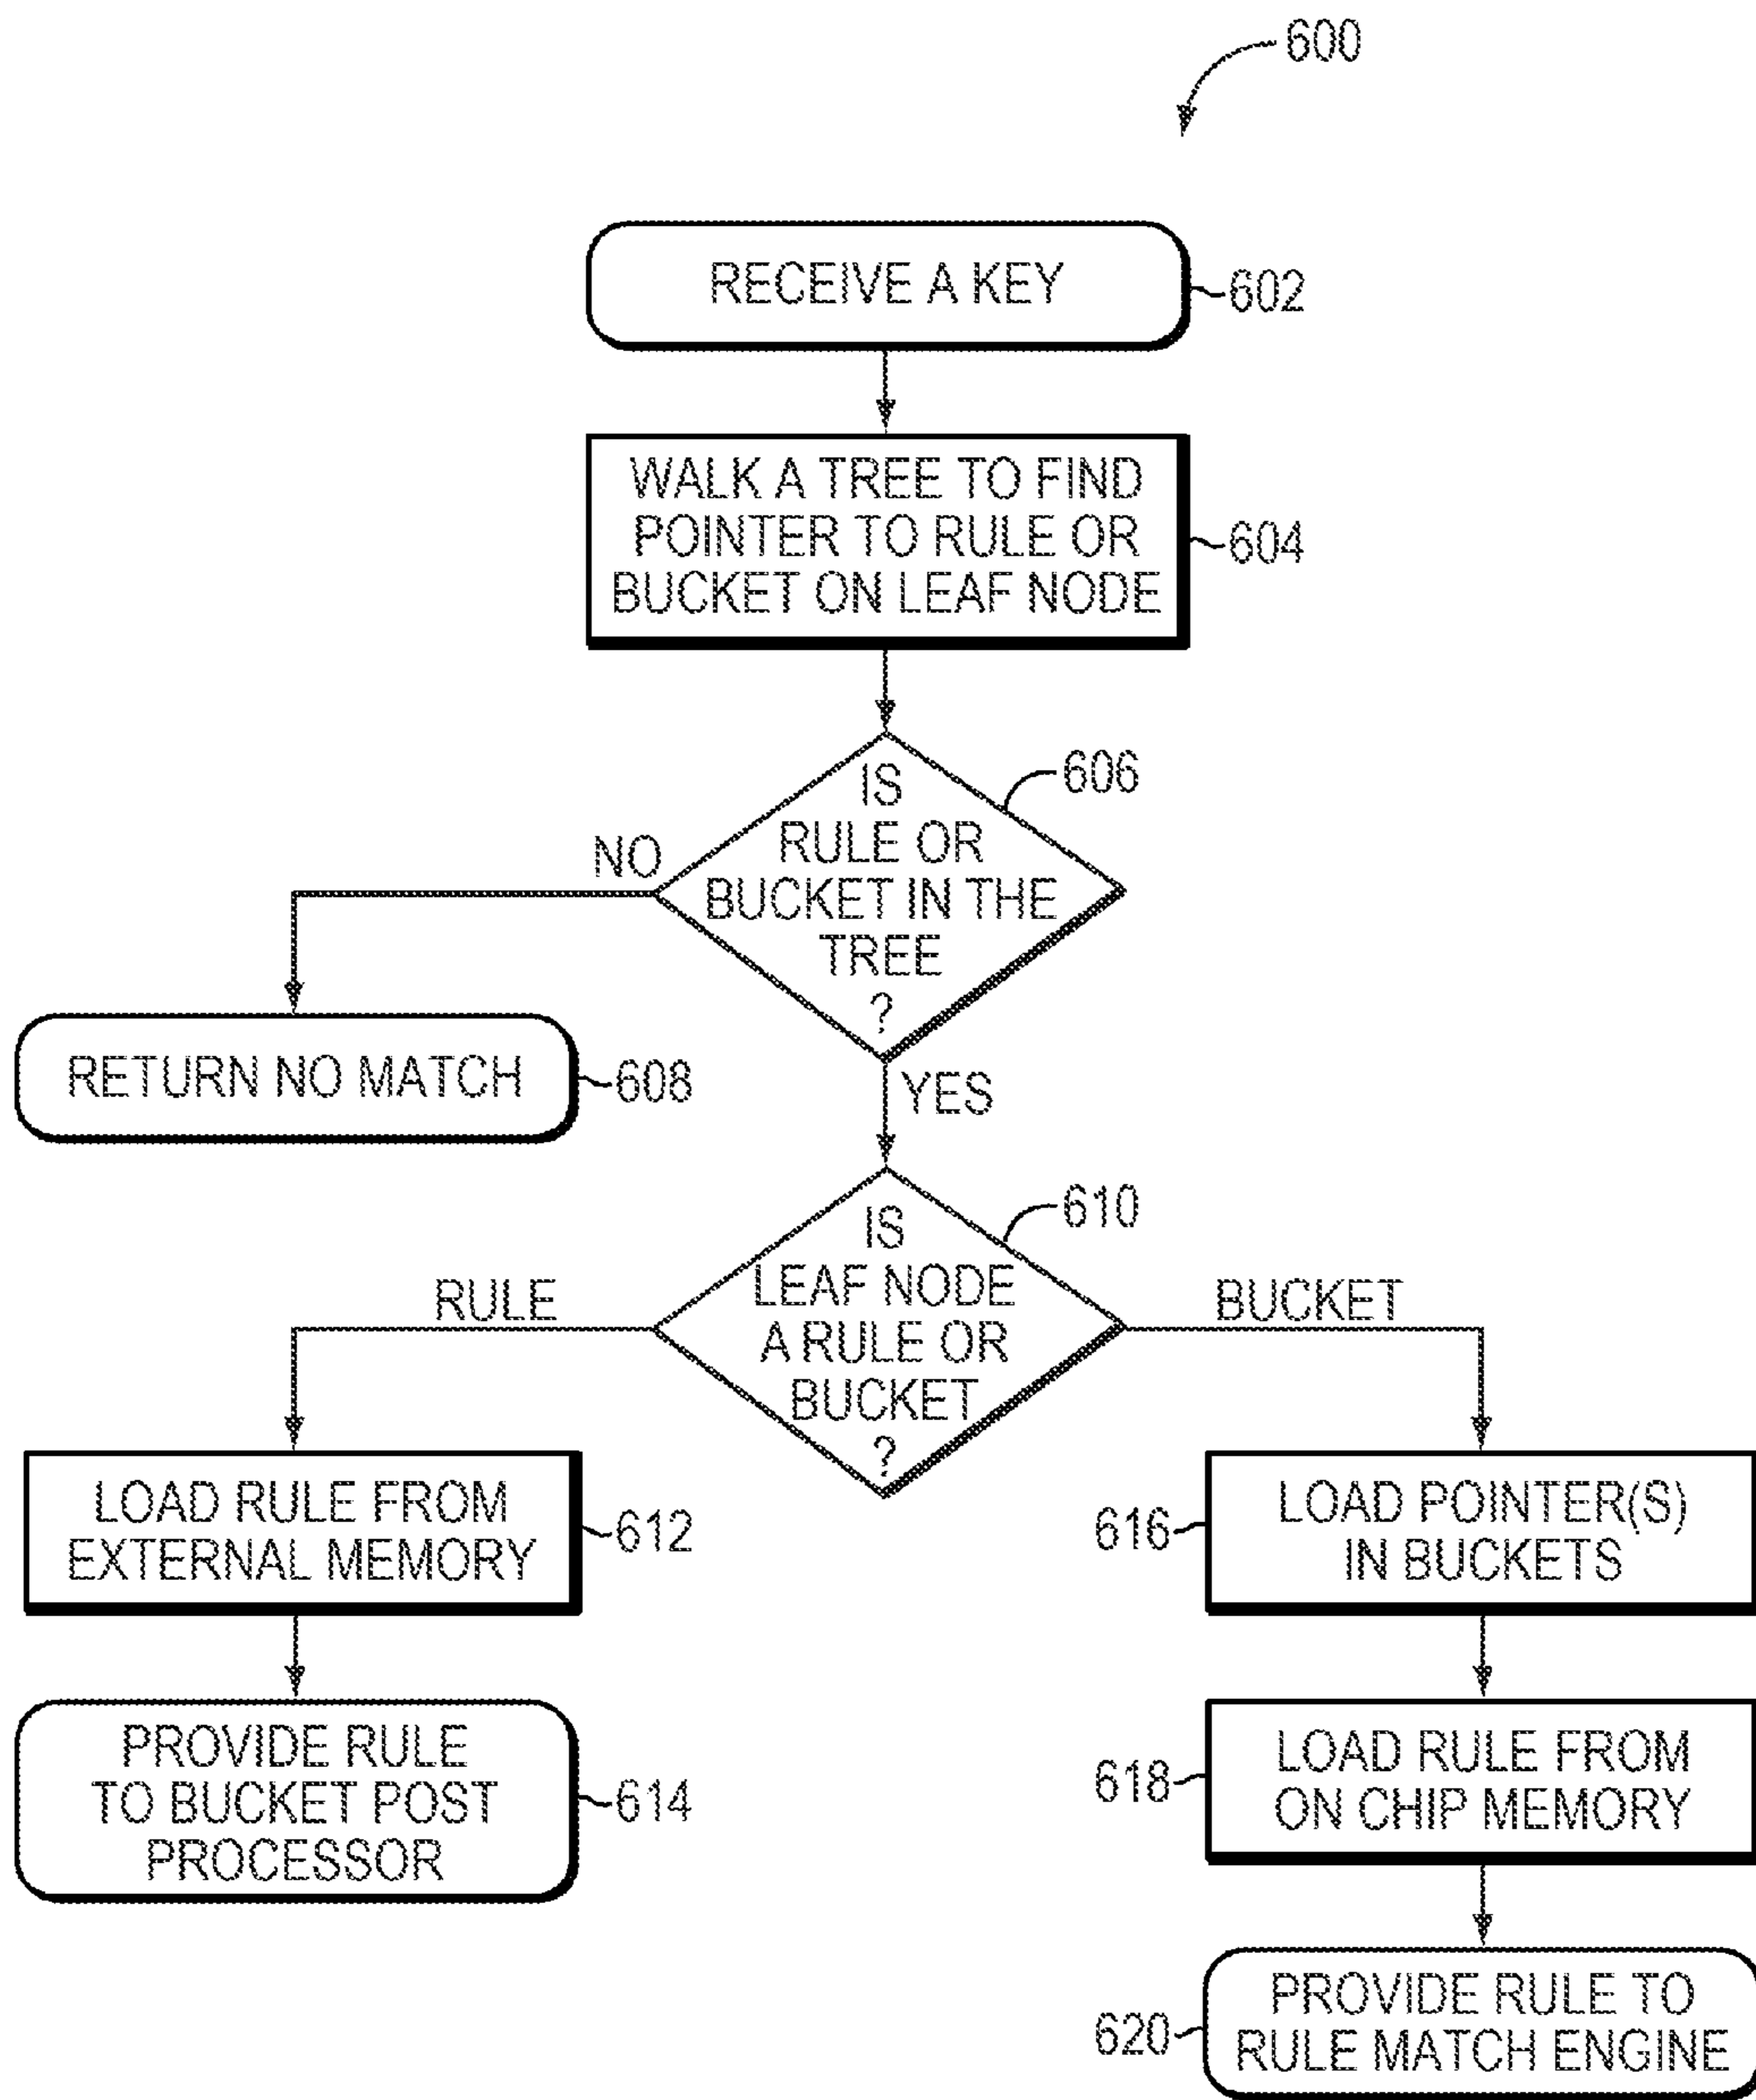 600
RECEIVE A KEY
602
WALK A TREE TO FIND
POINTER TO RULE OR
BUCKET ON LEAF NODE
604
IS
RULE OR
BUCKET IN THE
TREE
?
606
NO
RETURN NO MATCH
608
YES
IS
LEAF NODE
A RULE OR
BUCKET
?
610
RULE
BUCKET
LOAD RULE FROM
EXTERNAL MEMORY
612
PROVIDE RULE
TO BUCKET POST
PROCESSOR
614
LOAD POINTER(S)
IN BUCKETS
616
LOAD RULE FROM
ON CHIP MEMORY
618
PROVIDE RULE TO
RULE MATCH ENGINE
620